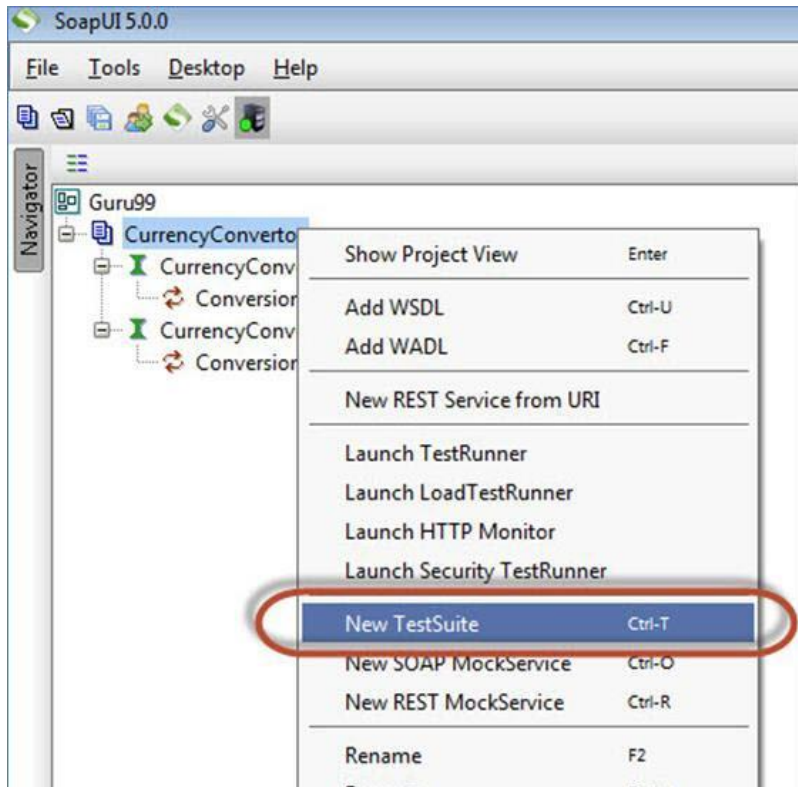 SoapUI 5.0.0
File Tools Desktop Help
Navigator
Guru99
CurrencyConverto
CurrencyConv
Conversion
CurrencyConv
Conversion
Show Project View Enter
Add WSDL Ctrl-U
Add WADL Ctrl-F
New REST Service from URI
Launch TestRunner
Launch LoadTestRunner
Launch HTTP Monitor
Launch Security TestRunner
New TestSuite Ctrl-T
New SOAP MockService Ctrl-O
New REST MockService Ctrl-R
Rename F2